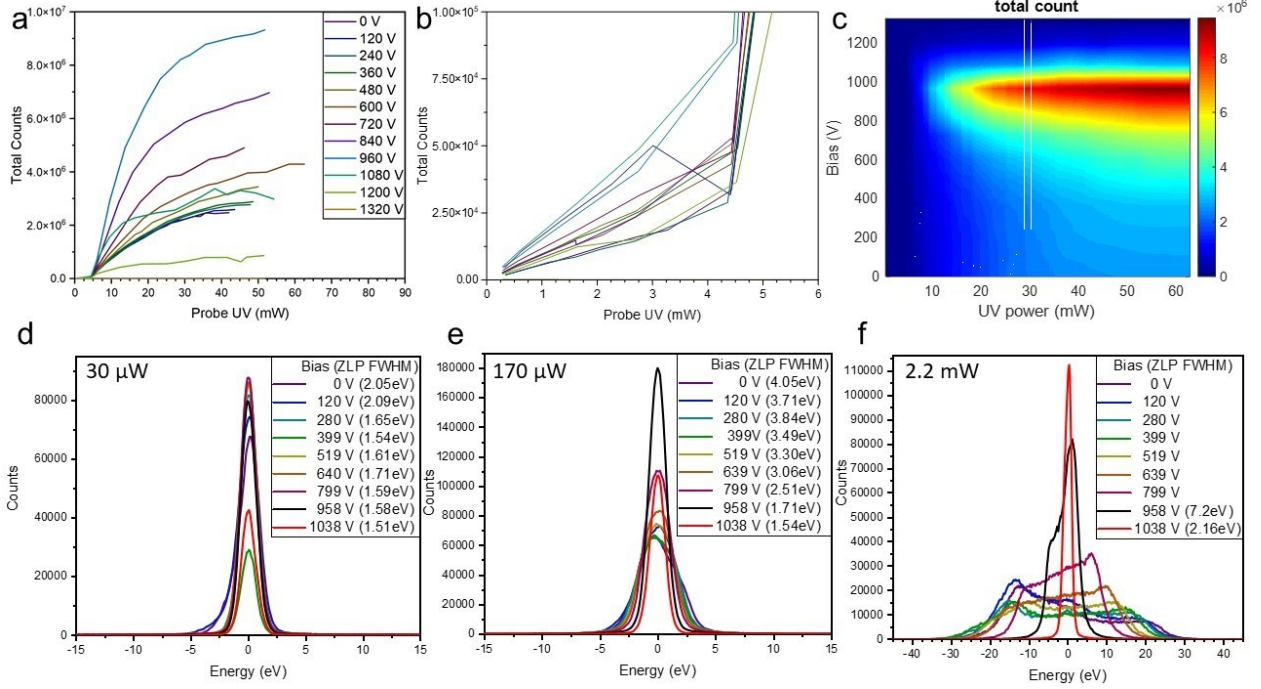 a
1.0×10⁷
8.0×10⁶
6.0×10⁶
4.0×10⁶
2.0×10⁶
0.0
Total Counts
0 10 20 30 40 50 60 70 80 90
Probe UV (mW)
0 V
120 V
240 V
360 V
480 V
600 V
720 V
840 V
960 V
1080 V
1200 V
1320 V
b
1.00×10⁵
7.50×10⁴
5.00×10⁴
2.50×10⁴
0.00
Total Counts
0 1 2 3 4 5 6
Probe UV (mW)
c
total count
×10⁶
1200
1000
800
600
400
200
0
Bias (V)
10 20 30 40 50 60
UV power mW
8
6
4
2
0
d
30 µW
Bias (ZLP FWHM)
0 V (2.05eV)
120 V (2.09eV)
280 V (1.65eV)
399 V (1.54eV)
519 V (1.61eV)
640 V (1.71eV)
799 V (1.59eV)
958 V (1.58eV)
1038 V (1.51eV)
80000
60000
40000
20000
0
Counts
-15 -10 -5 0 5 10 15
Energy (eV)
e
170 µW
Bias (ZLP FWHM)
0 V (4.05eV)
120 V (3.71eV)
280 V (3.84eV)
399V (3.49eV)
519 V (3.30eV)
639 V (3.06eV)
799 V (2.51eV)
958 V (1.71eV)
1038 V (1.54eV)
180000
160000
140000
120000
100000
80000
60000
40000
20000
0
Counts
-15 -10 -5 0 5 10 15
Energy (eV)
f
2.2 mW
Bias (ZLP FWHM)
0 V
120 V
280 V
399 V
519 V
639 V
799 V
958 V (7.2eV)
1038 V (2.16eV)
110000
100000
90000
80000
70000
60000
50000
40000
30000
20000
10000
0
Counts
-40 -30 -20 -10 0 10 20 30 40
Energy (eV)